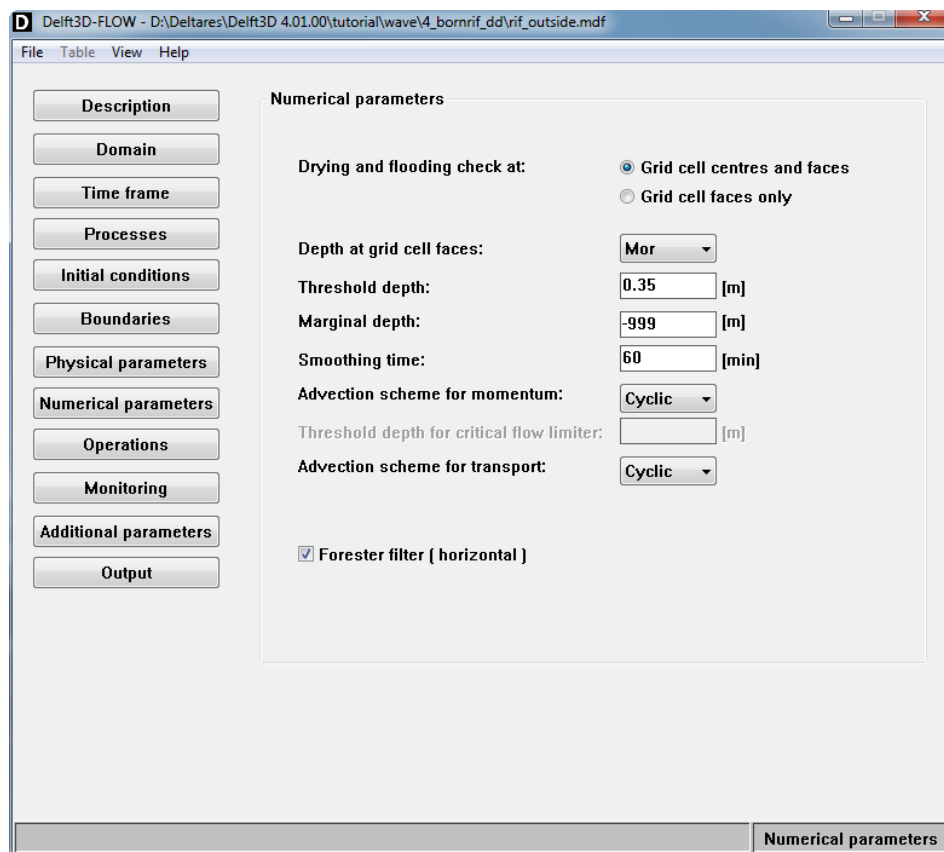 D Delft3D-FLOW - D:\Deltares\Delft3D 4.01.00\tutorial\wave\4_bornrif_dd\rif_outside.mdf
File Table View Help
Description
Domain
Time frame
Processes
Initial conditions
Boundaries
Physical parameters
Numerical parameters
Operations
Monitoring
Additional parameters
Output
Numerical parameters
Drying and flooding check at: Grid cell centres and faces
Grid cell faces only
Depth at grid cell faces: Mor
Threshold depth: 0.35 [m]
Marginal depth: -999 [m]
Smoothing time: 60 [min]
Advection scheme for momentum: Cyclic
Threshold depth for critical flow limiter: [m]
Advection scheme for transport: Cyclic
Forester filter ( horizontal )
Numerical parameters